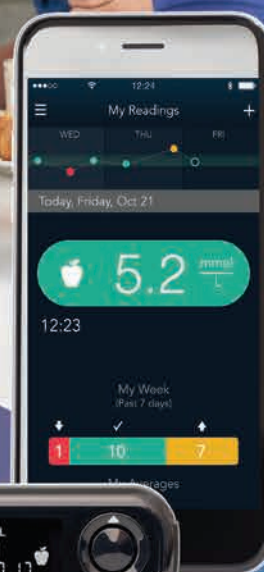 12:24
My Readings
WED THU FRI
Today, Friday, Oct 21
5.2 mmol
L
12:23
My Week
(Past 7 days)
1 10 7
My Averages